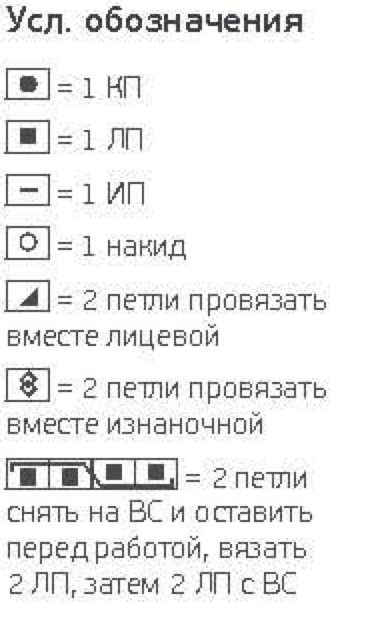 Усл. обозначения
= 1 КП
= 1 ЛП
= 1 ИП
= 1 накид
= 2 петли провязать
вместе лицевой
= 2 петли провязать
вместе изнаночной
= 2 петли
снять на ВС и оставить
перед работой, вязать
2 ЛП, затем 2 ЛП с ВС